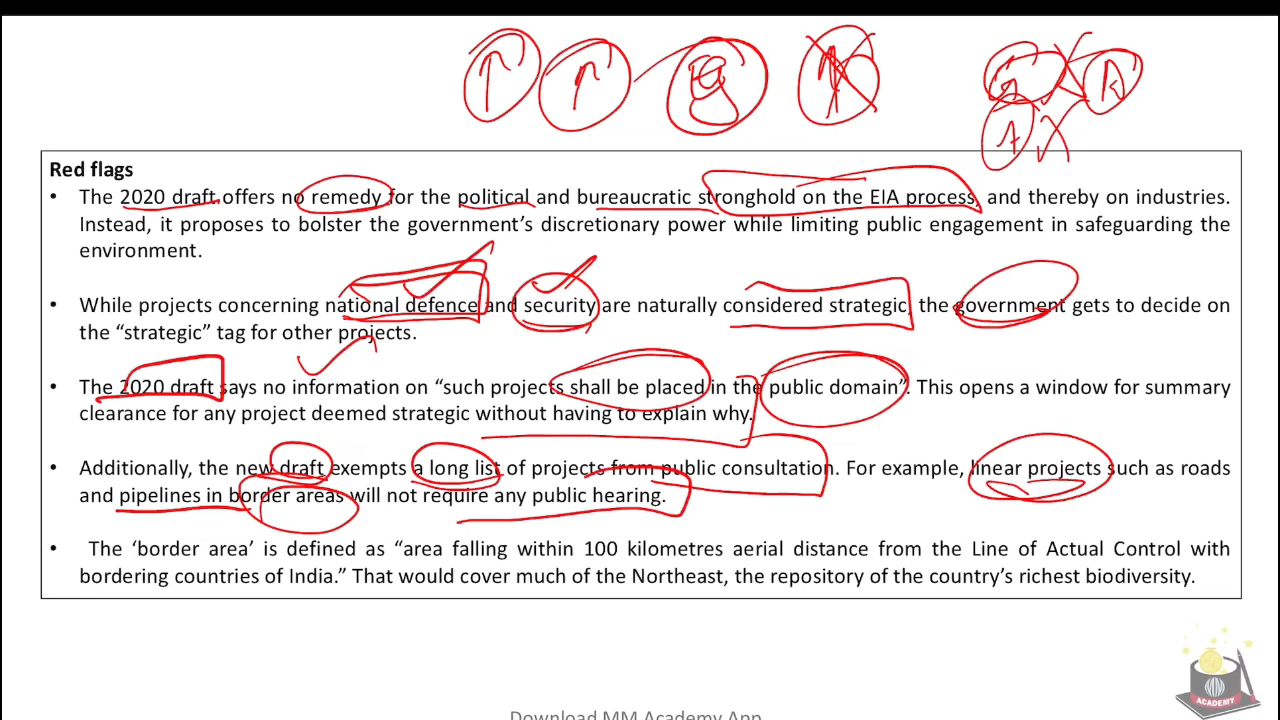 Red flags
• The 2020 draft offers no remedy for the political and bureaucratic stronghold on the EIA process, and thereby on industries.
Instead, it proposes to bolster the government’s discretionary power while limiting public engagement in safeguarding the
environment.
• While projects concerning national defence and security are naturally considered strategic, the government gets to decide on
the “strategic” tag for other projects.
• The 2020 draft says no information on “such projects shall be placed in the public domain”. This opens a window for summary
clearance for any project deemed strategic without having to explain why.
• Additionally, the new draft exempts a long list of projects from public consultation. For example, linear projects such as roads
and pipelines in border areas will not require any public hearing.
• The ‘border area’ is defined as “area falling within 100 kilometres aerial distance from the Line of Actual Control with
bordering countries of India.” That would cover much of the Northeast, the repository of the country’s richest biodiversity.
ACADEMY
Download MM Academy App